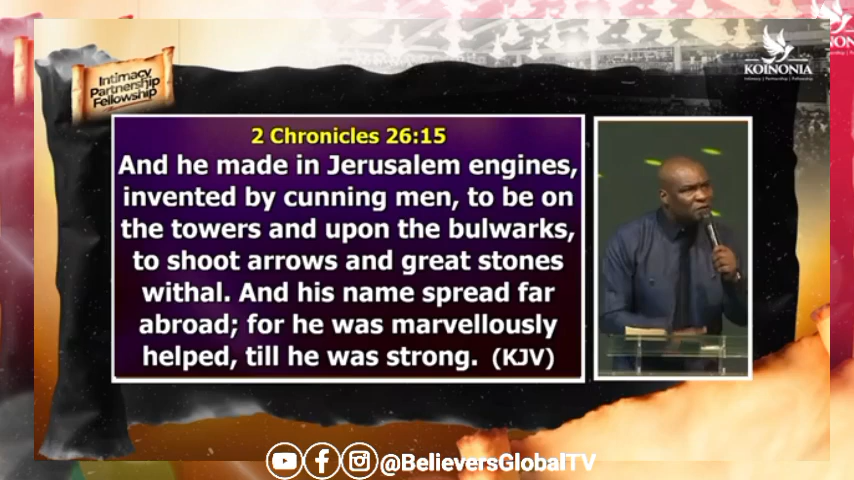 Intimacy
Partnership
Fellowship
KOINONIA
Intimacy | Partnership | Fellowship
2 Chronicles 26:15
And he made in Jerusalem engines,
invented by cunning men, to be on
the towers and upon the bulwarks,
to shoot arrows and great stones
withal. And his name spread far
abroad; for he was marvellously
helped, till he was strong. (KJV)
@BelieversGlobalTV